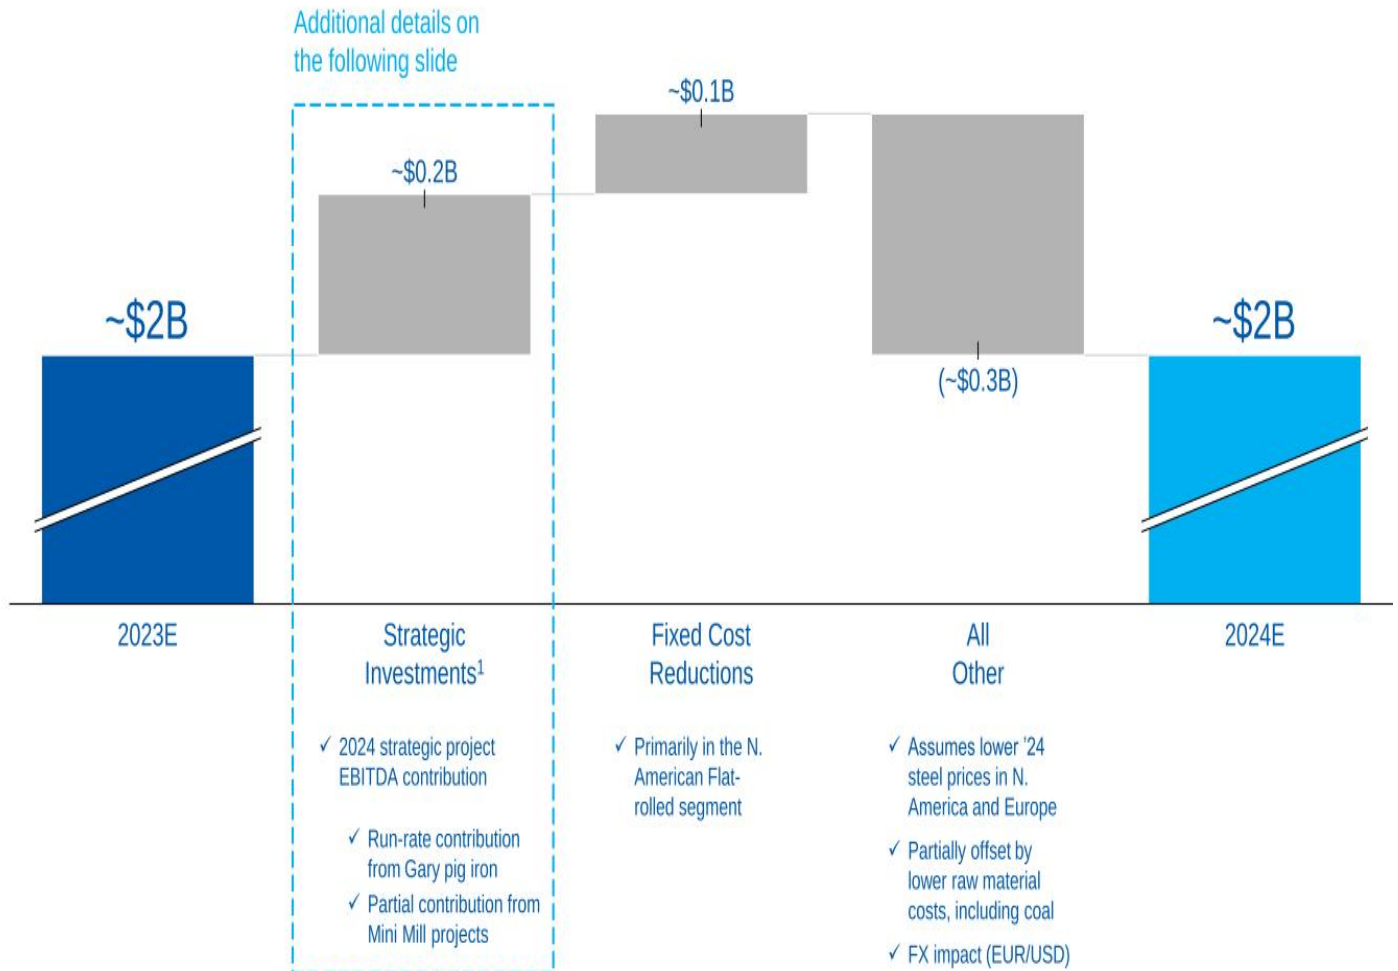 Additional details on
the following slide
~$0.1B
~$0.2B
~$2B
~$2B
(~$0.3B)
2023E
Strategic
Investments¹
Fixed Cost
Reductions
All
Other
2024E
✓ 2024 strategic project
EBITDA contribution
✓ Run-rate contribution
from Gary pig iron
✓ Partial contribution from
Mini Mill projects
✓ Primarily in the N.
American Flat-
rolled segment
✓ Assumes lower ’24
steel prices in N.
America and Europe
✓ Partially offset by
lower raw material
costs, including coal
✓ FX impact (EUR/USD)